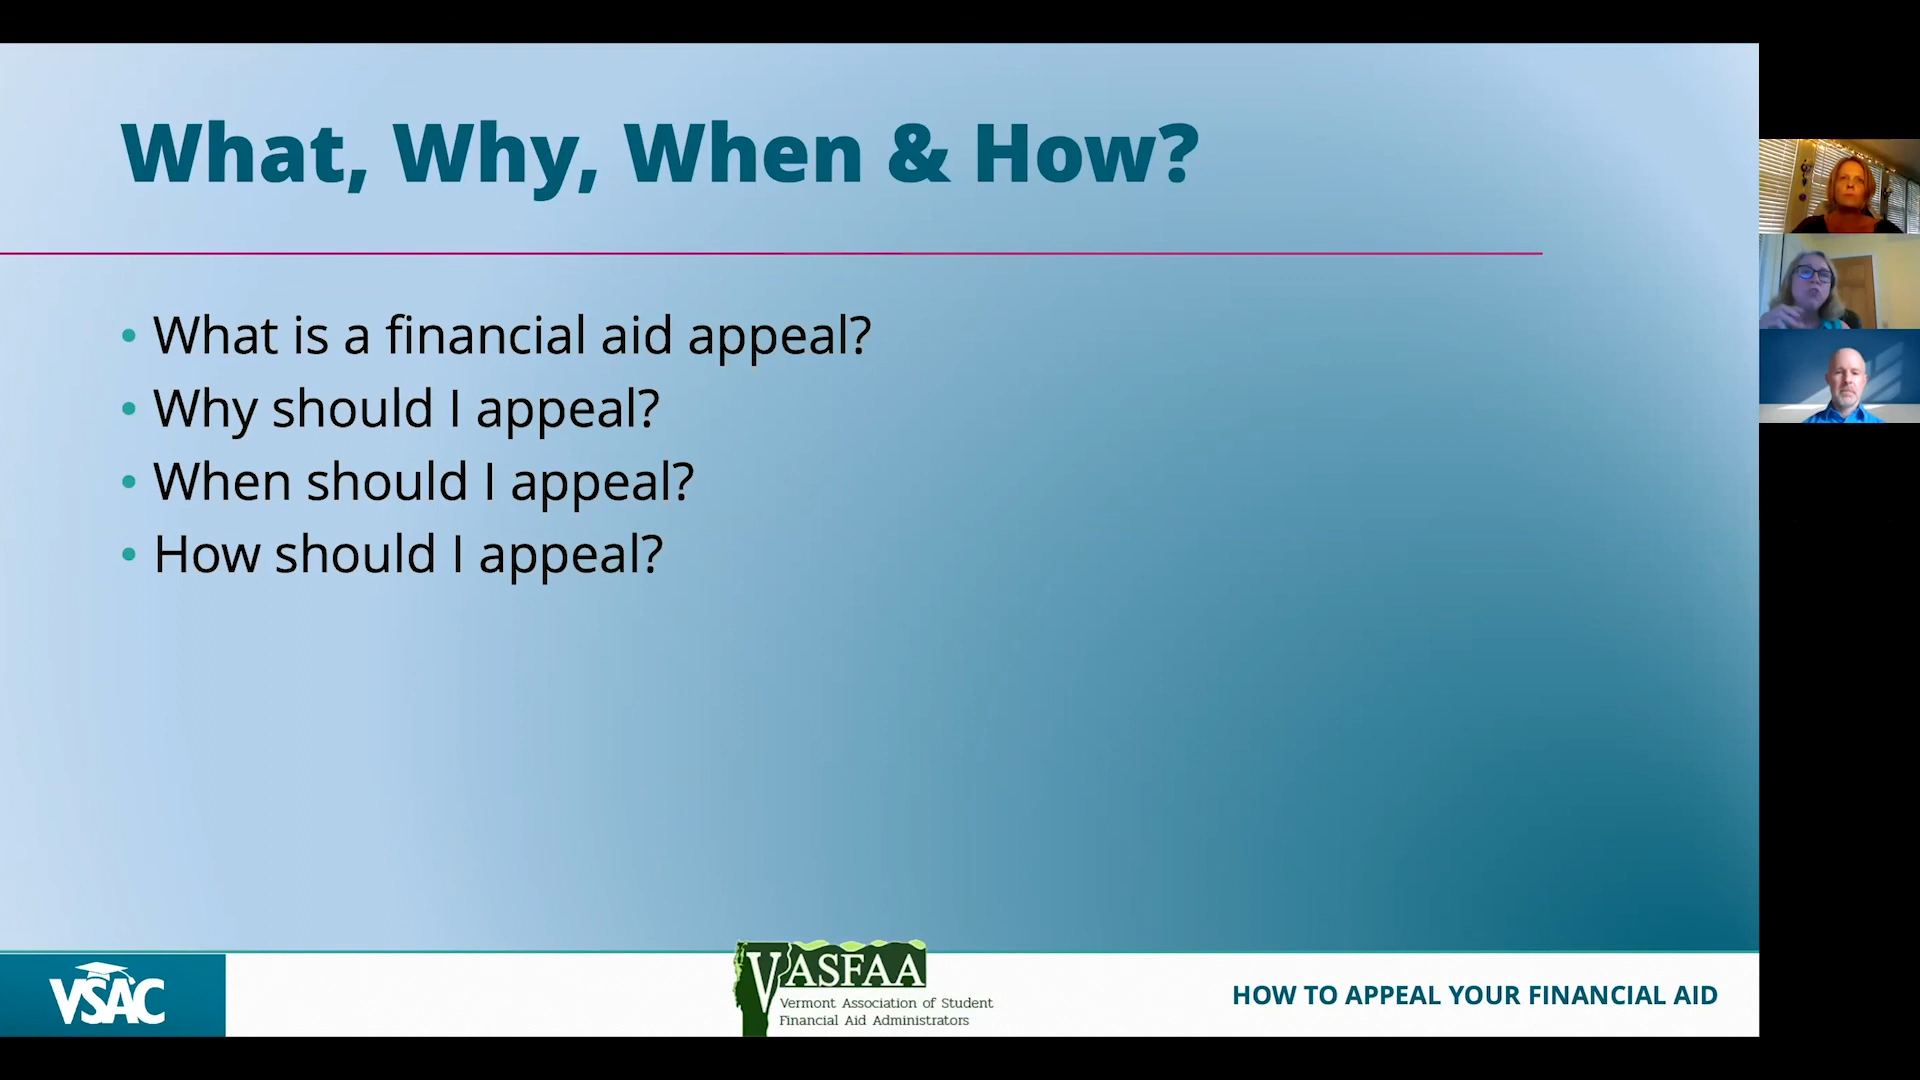 What, Why, When & How?
• What is a financial aid appeal?
• Why should I appeal?
• When should I appeal?
• How should I appeal?
VSAC
VASFAA
Vermont Association of Student
Financial Aid Administrators
HOW TO APPEAL YOUR FINANCIAL AID